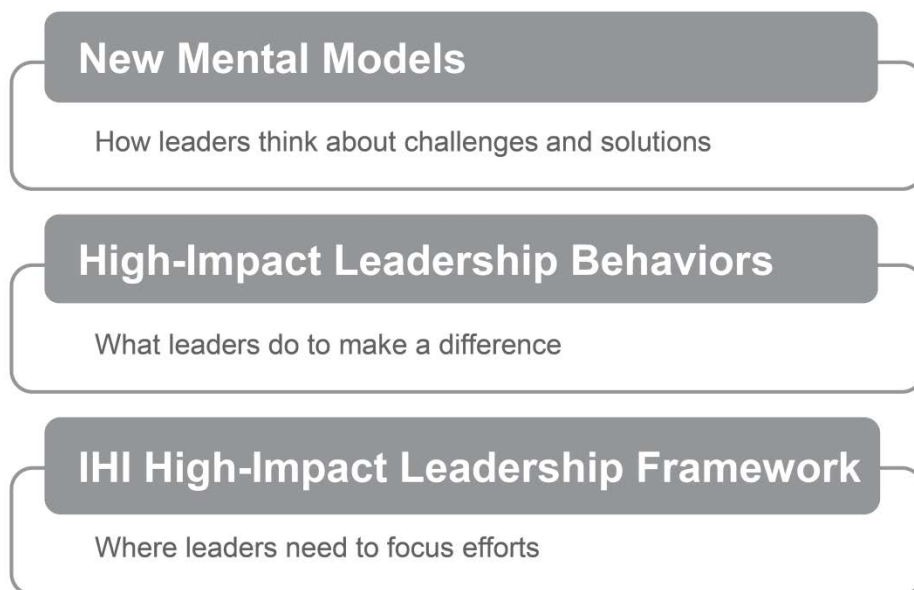 New Mental Models
How leaders think about challenges and solutions
High-Impact Leadership Behaviors
What leaders do to make a difference
IHI High-Impact Leadership Framework
Where leaders need to focus efforts